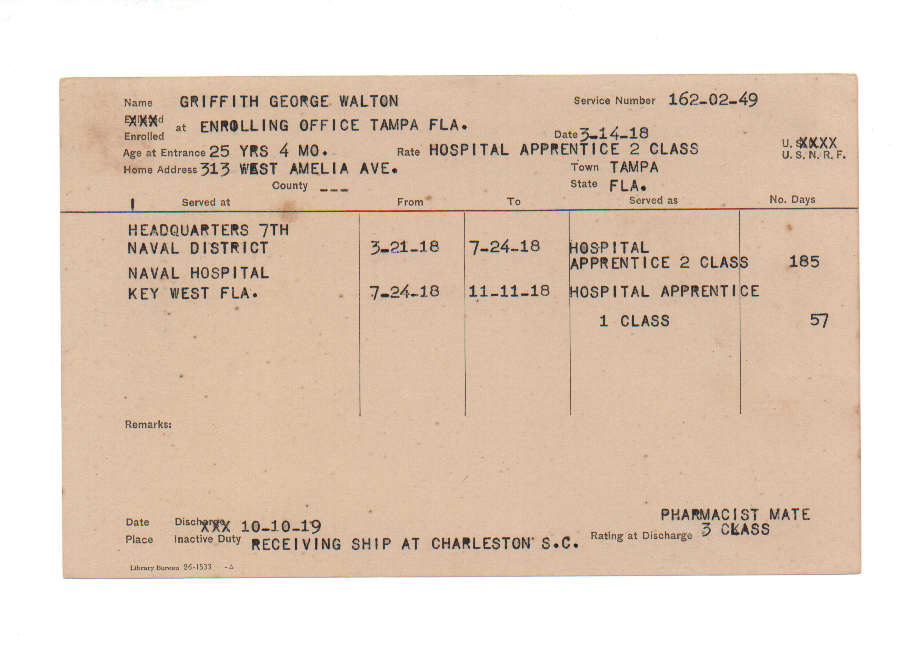 Name GRIFFITH GEORGE WALTON Service Number 162-02-49
Enrolled at ENROLLING OFFICE TAMPA FLA. Date 3-14-18
Age at Entrance 25 YRS 4 MO. Rate HOSPITAL APPRENTICE 2 CLASS U. S. XXXX
U. S. N. R. F.
Home Address 313 WEST AMELIA AVE. Town TAMPA
County --- State FLA.
Served at From To Served as No. Days
HEADQUARTERS 7TH
NAVAL DISTRICT 3-21-18 7-24-18 HOSPITAL
APPRENTICE 2 CLASS 185
NAVAL HOSPITAL
KEY WEST FLA. 7-24-18 11-11-18 HOSPITAL APPRENTICE
1 CLASS 57
Remarks:
PHARMACIST MATE
Date Discharge XXX 10-10-19
Place Inactive Duty RECEIVING SHIP AT CHARLESTON S.C. Rating at Discharge 3 CLASS
Library Bureau 26-1533